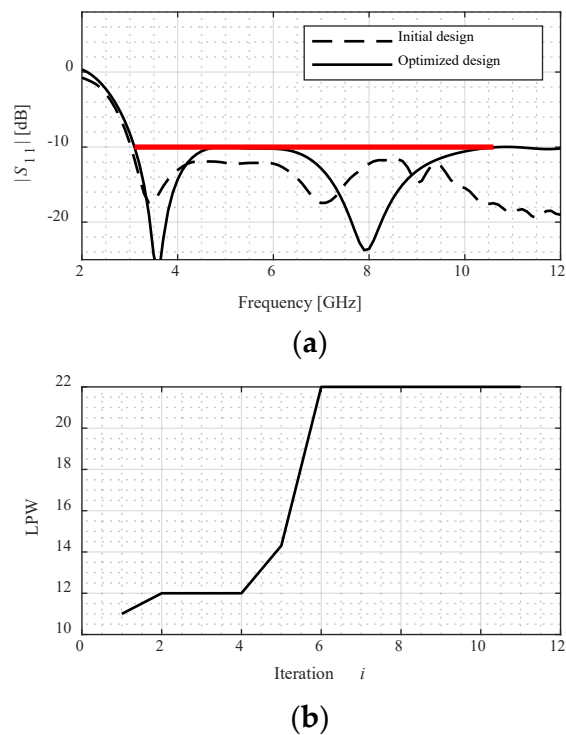 Initial design
Optimized design
0
-10
-20
|S11| [dB]
2 4 6 8 10 12
Frequency [GHz]
(a)
22
20
18
16
14
12
10
LPW
0 2 4 6 8 10 12
Iteration i
(b)